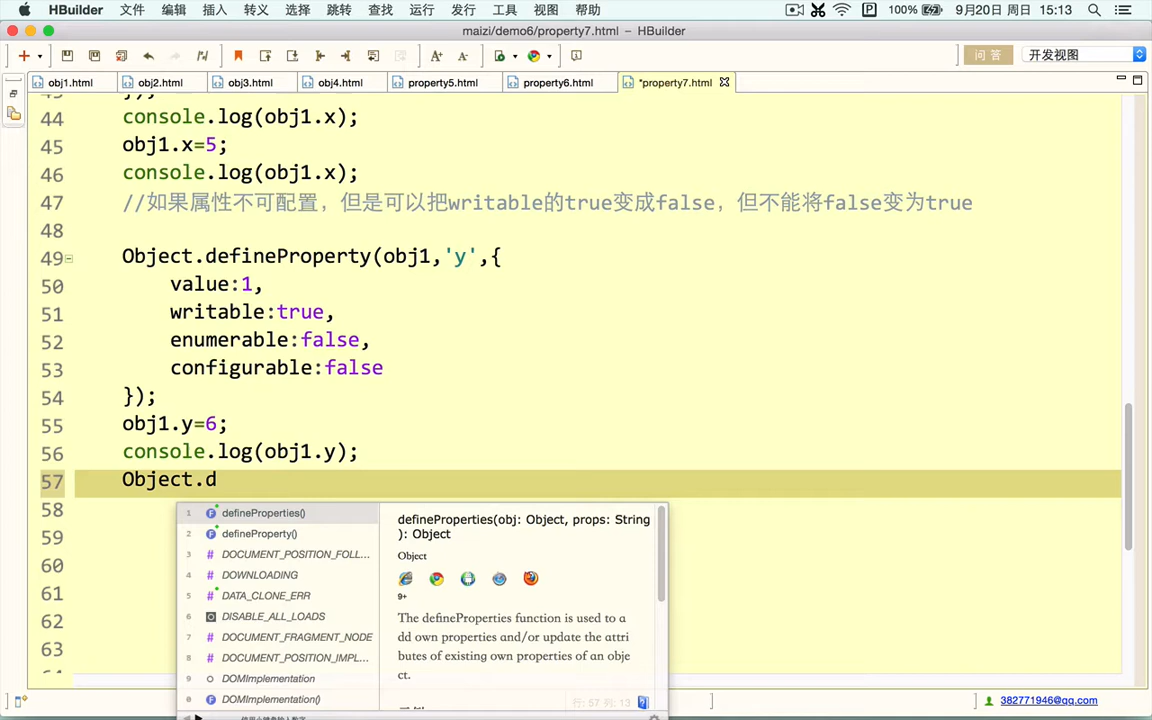 HBuilder 文件 编辑 插入 转义 选择 跳转 查找 运行 发行 工具 视图 帮助 100% 9月20日 周日 15:13
maizi/demo6/property7.html – HBuilder
问 答 开发视图
obj1.html obj2.html obj3.html obj4.html property5.html property6.html *property7.html
44 console.log(obj1.x);
45 obj1.x=5;
46 console.log(obj1.x);
47 //如果属性不可配置，但是可以把writable的true变成false，但不能将false变为true
48
49 Object.defineProperty(obj1,'y',{
50 value:1,
51 writable:true,
52 enumerable:false,
53 configurable:false
54 });
55 obj1.y=6;
56 console.log(obj1.y);
57 Object.d
58
59
60
61
62
63
1 F defineProperties()
2 F defineProperty()
3 # DOCUMENT_POSITION_FOLL...
4 # DOWNLOADING
5 # DATA_CLONE_ERR
6 DISABLE_ALL_LOADS
7 # DOCUMENT_FRAGMENT_NODE
8 # DOCUMENT_POSITION_IMPL...
9 DOMImplementation
0 F DOMImplementation()
defineProperties(obj: Object, props: String
): Object
Object
9+
The defineProperties function is used to a
dd own properties and/or update the attri
butes of existing own properties of an obje
ct.
行: 57 列: 13
382771946@qq.com